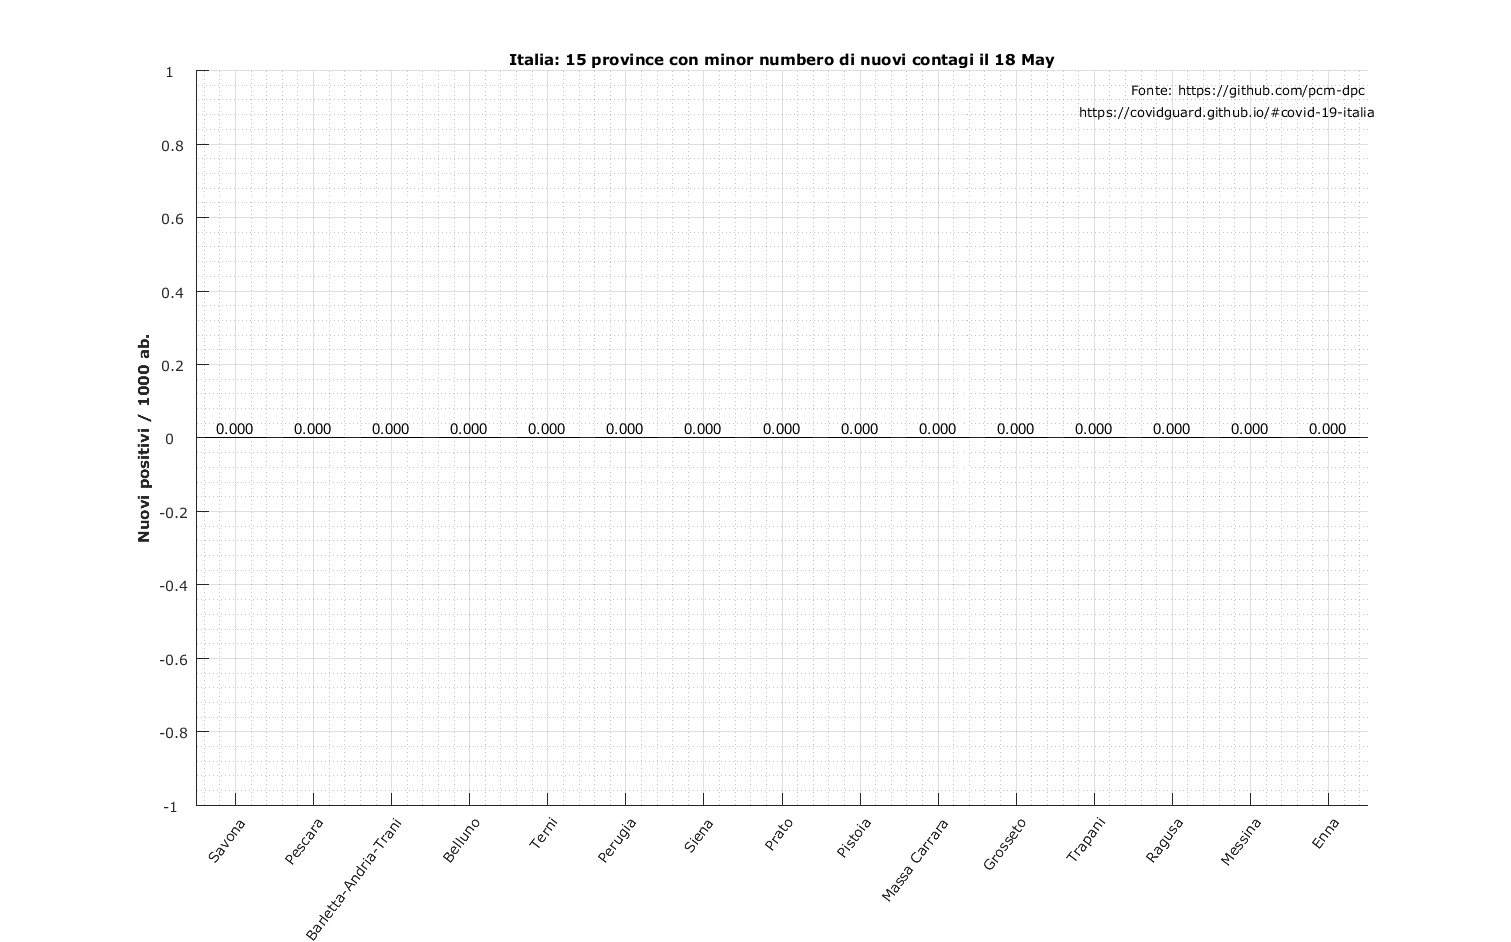 Italia: 15 province con minor numbero di nuovi contagi il 18 May
Fonte: https://github.com/pcm-dpc
https://covidguard.github.io/#covid-19-italia
Nuovi positivi / 1000 ab.
1
0.8
0.6
0.4
0.2
0
-0.2
-0.4
-0.6
-0.8
-1
0.000 0.000 0.000 0.000 0.000 0.000 0.000 0.000 0.000 0.000 0.000 0.000 0.000 0.000 0.000
Savona
Pescara
Barletta-Andria-Trani
Belluno
Terni
Perugia
Siena
Prato
Pistoia
Massa Carrara
Grosseto
Trapani
Ragusa
Messina
Enna